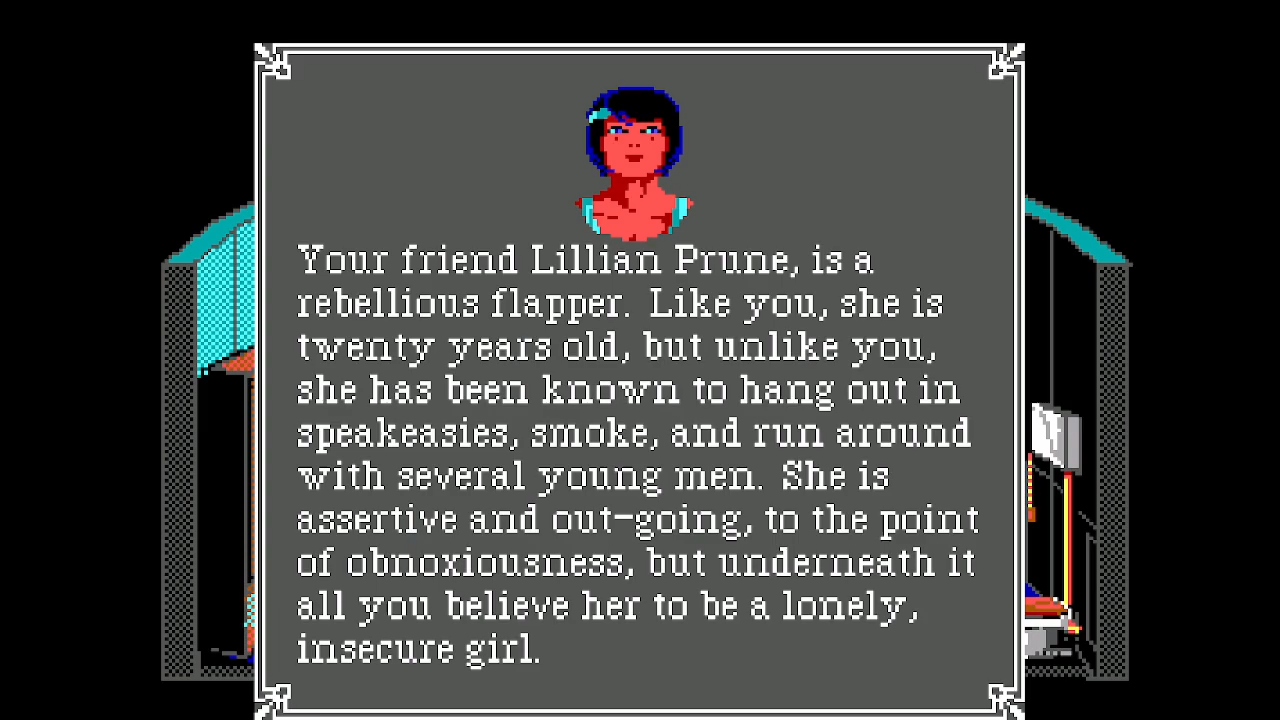 Your friend Lillian Prune, is a
rebellious flapper. Like you, she is
twenty years old, but unlike you,
she has been known to hang out in
speakeasies, smoke, and run around
with several young men. She is
assertive and out-going, to the point
of obnoxiousness, but underneath it
all you believe her to be a lonely,
insecure girl.